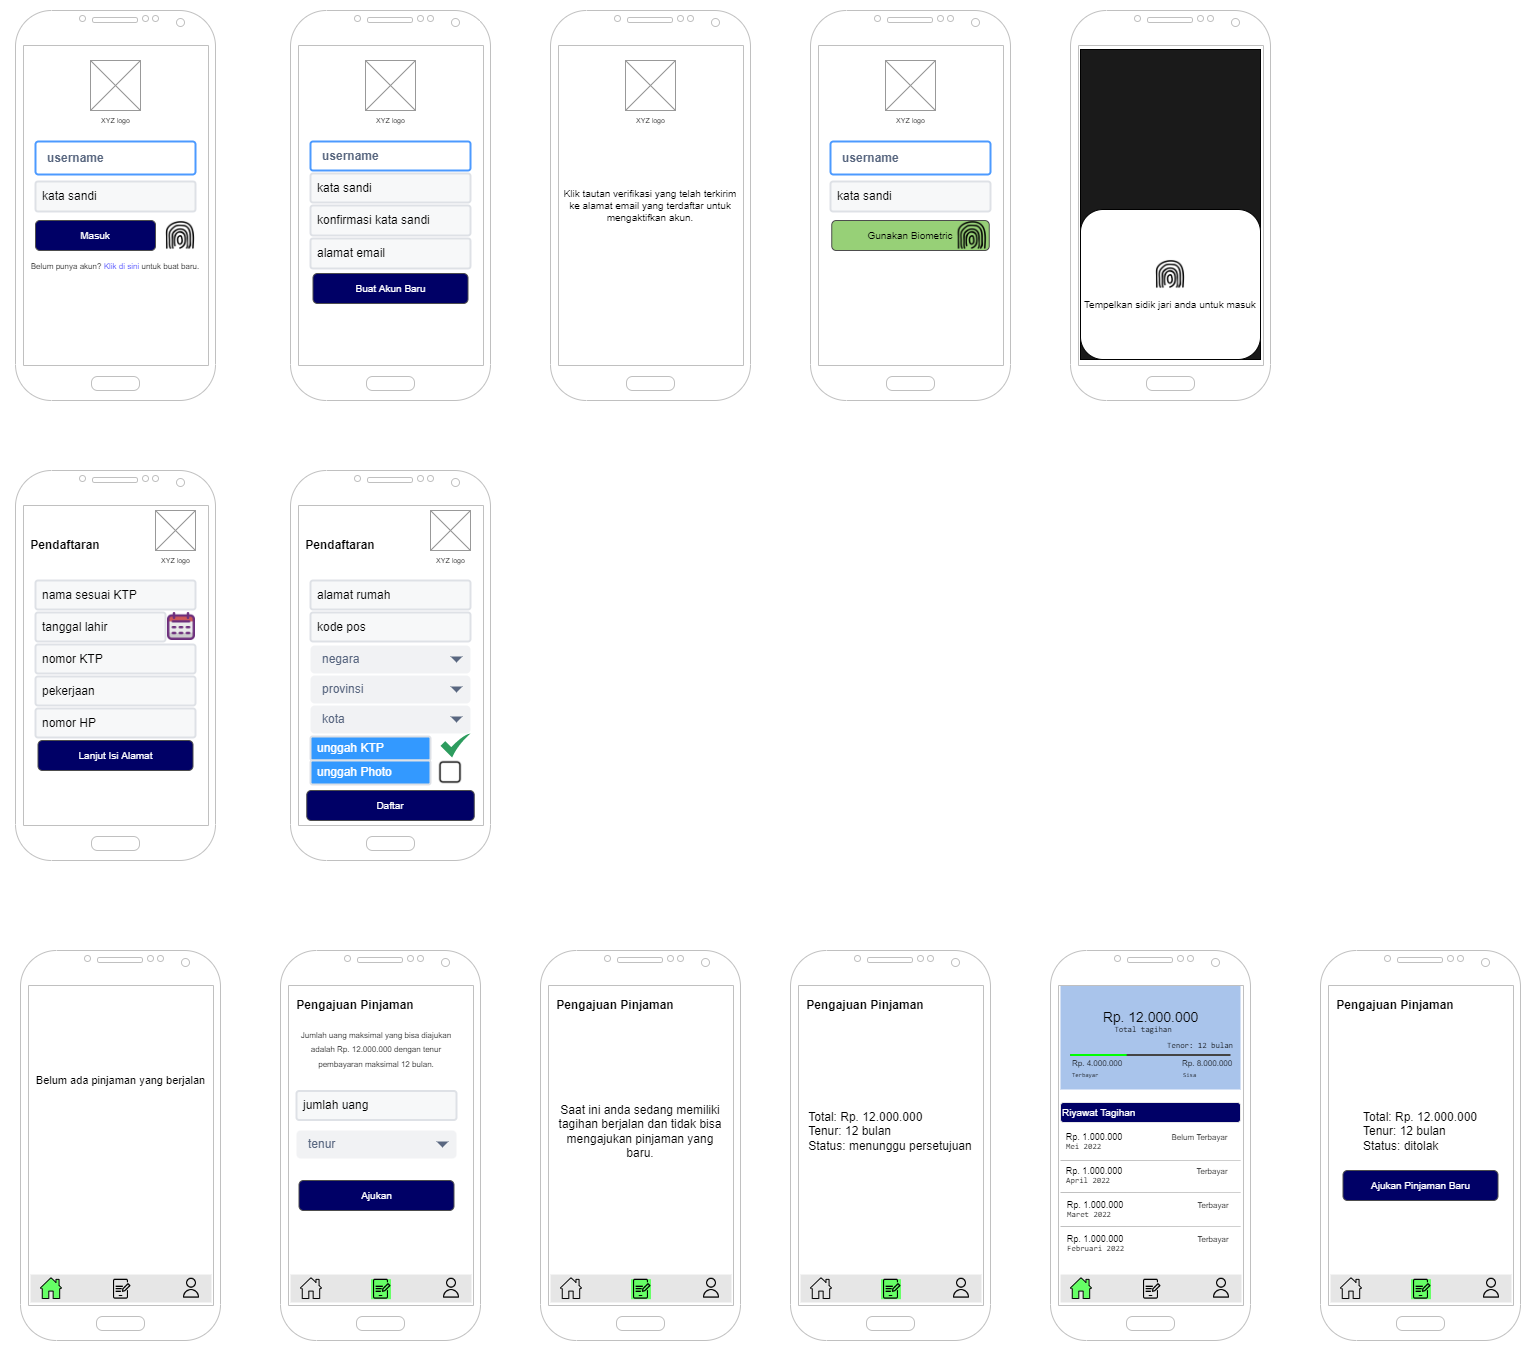 XYZ logo
username
kata sandi
Masuk
Belum punya akun? Klik di sini untuk buat baru.
XYZ logo
username
kata sandi
konfirmasi kata sandi
alamat email
Buat Akun Baru
XYZ logo
Klik tautan verifikasi yang telah terkirim
ke alamat email yang terdaftar untuk
mengaktifkan akun.
XYZ logo
username
kata sandi
Gunakan Biometric
Tempelkan sidik jari anda untuk masuk
Pendaftaran
XYZ logo
nama sesuai KTP
tanggal lahir
nomor KTP
pekerjaan
nomor HP
Lanjut Isi Alamat
Pendaftaran
XYZ logo
alamat rumah
kode pos
negara
provinsi
kota
unggah KTP
unggah Photo
Daftar
Belum ada pinjaman yang berjalan
Pengajuan Pinjaman
Jumlah uang maksimal yang bisa diajukan
adalah Rp. 12.000.000 dengan tenur
pembayaran maksimal 12 bulan.
jumlah uang
tenur
Ajukan
Pengajuan Pinjaman
Saat ini anda sedang memiliki
tagihan berjalan dan tidak bisa
mengajukan pinjaman yang
baru.
Pengajuan Pinjaman
Total: Rp. 12.000.000
Tenur: 12 bulan
Status: menunggu persetujuan
Rp. 12.000.000
Total tagihan
Tenor: 12 bulan
Rp. 4.000.000 Rp. 8.000.000
Terbayar Sisa
Riyawat Tagihan
Rp. 1.000.000 Belum Terbayar
Mei 2022
Rp. 1.000.000 Terbayar
April 2022
Rp. 1.000.000 Terbayar
Maret 2022
Rp. 1.000.000 Terbayar
Februari 2022
Pengajuan Pinjaman
Total: Rp. 12.000.000
Tenur: 12 bulan
Status: ditolak
Ajukan Pinjaman Baru